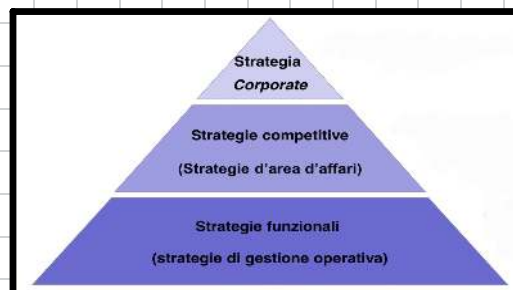 Strategia
Corporate
Strategie competitive
(Strategie d'area d'affari)
Strategie funzionali
(strategie di gestione operativa)